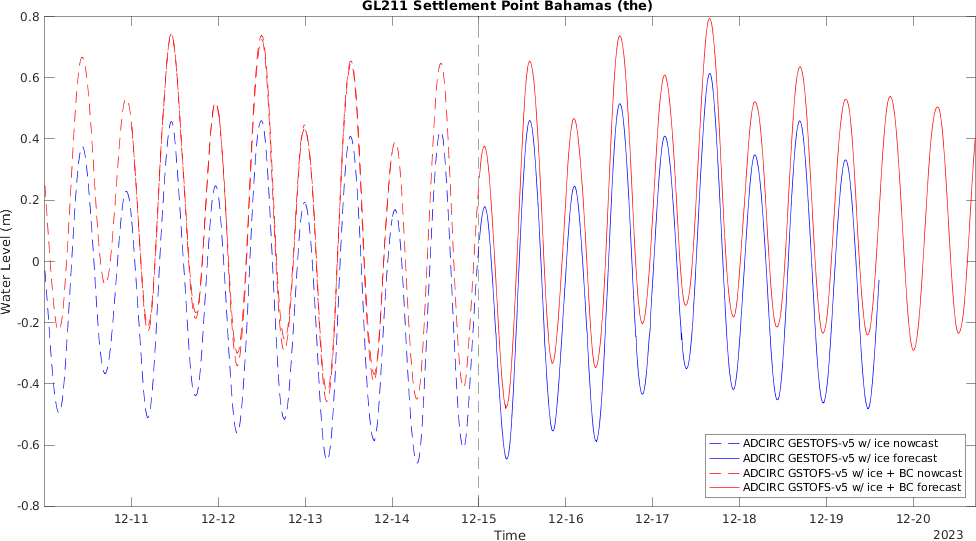 GL211 Settlement Point Bahamas (the)
0.8
0.6
0.4
0.2
0
-0.2
-0.4
-0.6
-0.8
Water Level (m)
ADCIRC GESTOFS-v5 w/ ice nowcast
ADCIRC GESTOFS-v5 w/ ice forecast
ADCIRC GSTOFS-v5 w/ ice + BC nowcast
ADCIRC GSTOFS-v5 w/ ice + BC forecast
12-11 12-12 12-13 12-14 12-15 12-16 12-17 12-18 12-19 12-20
Time
2023